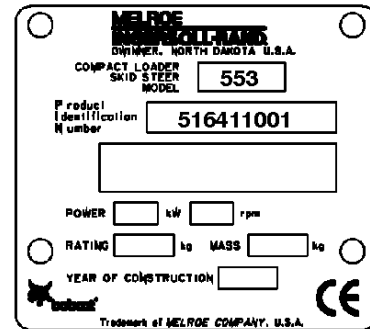 MELROE
INGERSOLL-RAND
GWINNER, NORTH DAKOTA U.S.A.
COMPACT LOADER
SKID STEER
MODEL
553
Product
Identification
Number
516411001
POWER kW rpm
RATING kg MASS kg
YEAR OF CONSTRUCTION
bobcat
CE
Trademark of MELROE COMPANY, U.S.A.